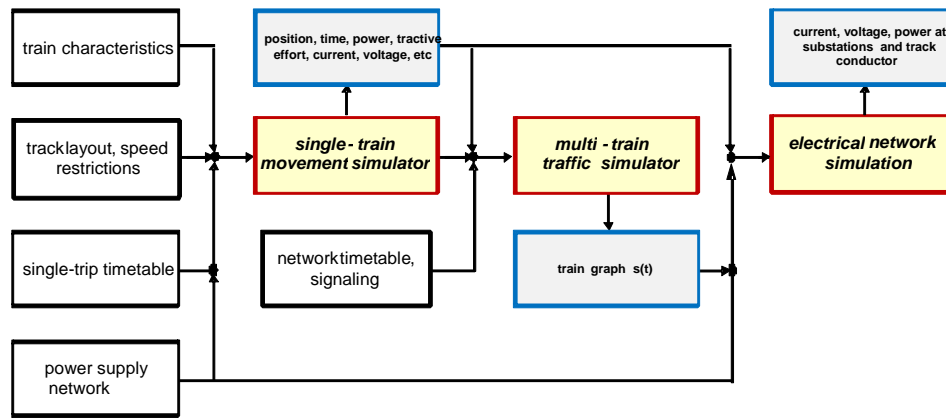 train characteristics
position, time, power, tractive
effort, current, voltage, etc
current, voltage, power at
substations and track
conductor
tracklayout, speed
restrictions
single-train
movement simulator
multi-train
traffic simulator
electrical network
simulation
single-trip timetable
network timetable,
signaling
train graph s(t)
power supply
network